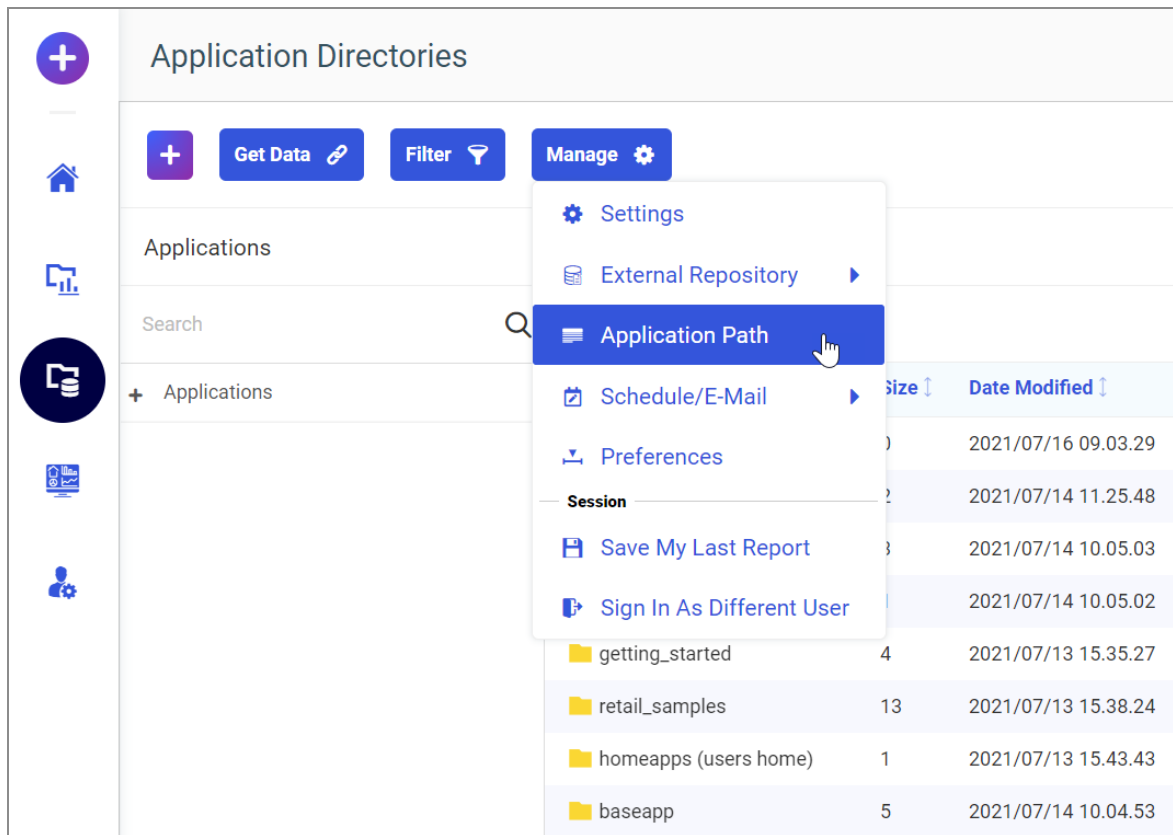 Application Directories
Get Data
Filter
Manage
Applications
Search
Applications
Settings
External Repository
Application Path
Schedule/E-Mail
Preferences
Session
Save My Last Report
Sign In As Different User
Size Date Modified
2021/07/16 09.03.29
2021/07/14 11.25.48
2021/07/14 10.05.03
2021/07/14 10.05.02
getting_started 4 2021/07/13 15.35.27
retail_samples 13 2021/07/13 15.38.24
homeapps (users home) 1 2021/07/13 15.43.43
baseapp 5 2021/07/14 10.04.53